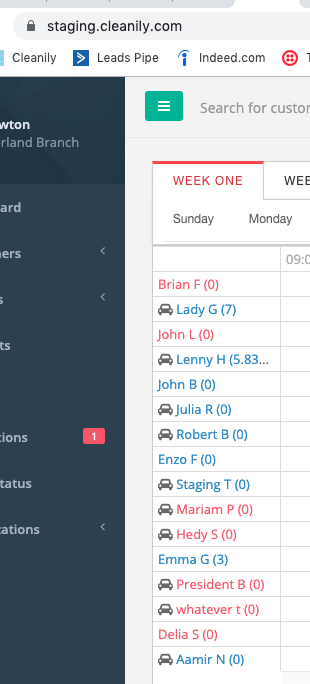 staging.cleanily.com
Cleanily Leads Pipe Indeed.com
wton
rland Branch
Search for custor
WEEK ONE WEE
ard
Sunday Monday
ers
09:0
Brian F (0)
s
Lady G (7)
John L (0)
ts
Lenny H (5.83...
John B (0)
Julia R (0)
ions 1
Robert B (0)
Enzo F (0)
tatus
Staging T (0)
Mariam P (0)
tations
Hedy S (0)
Emma G (3)
President B (0)
whatever t (0)
Delia S (0)
Aamir N (0)